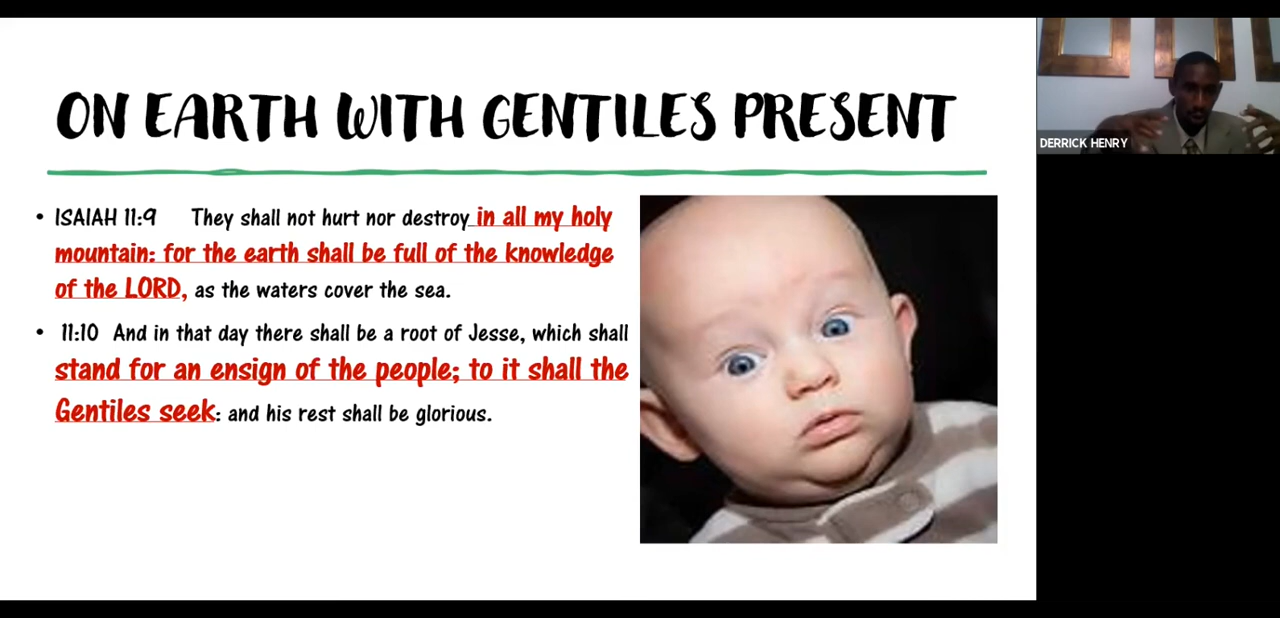 ON EARTH WITH GENTILES PRESENT
• ISAIAH 11:9 They shall not hurt nor destroy in all my holy
mountain: for the earth shall be full of the knowledge
of the LORD, as the waters cover the sea.
• 11:10 And in that day there shall be a root of Jesse, which shall
stand for an ensign of the people; to it shall the
Gentiles seek: and his rest shall be glorious.
DERRICK HENRY